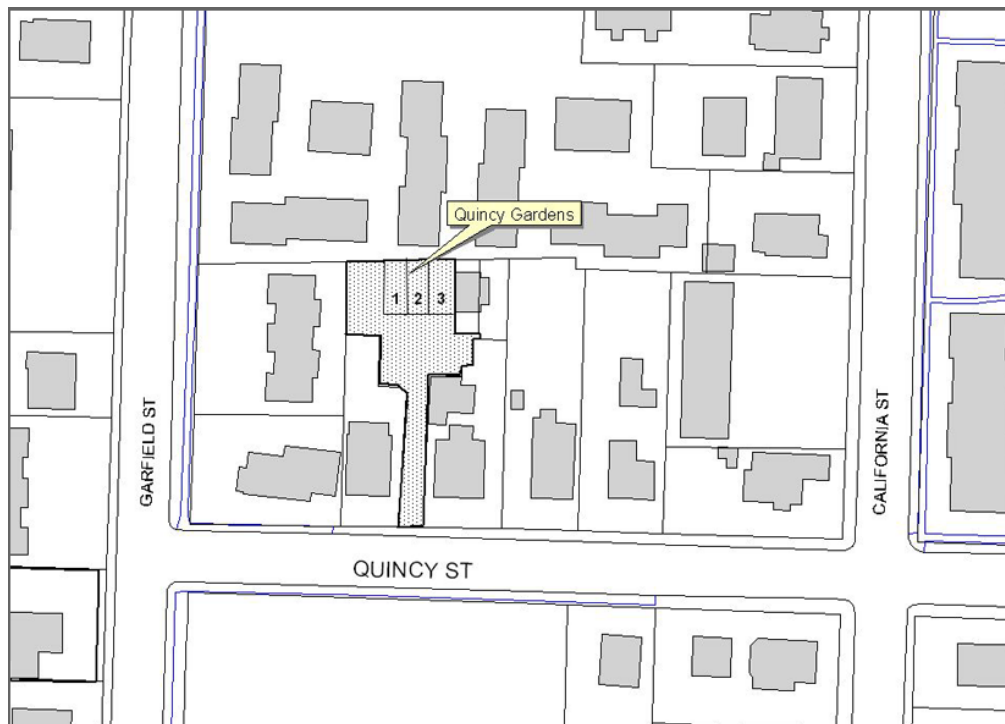 Quincy Gardens
1 2 3
GARFIELD ST
CALIFORNIA ST
QUINCY ST